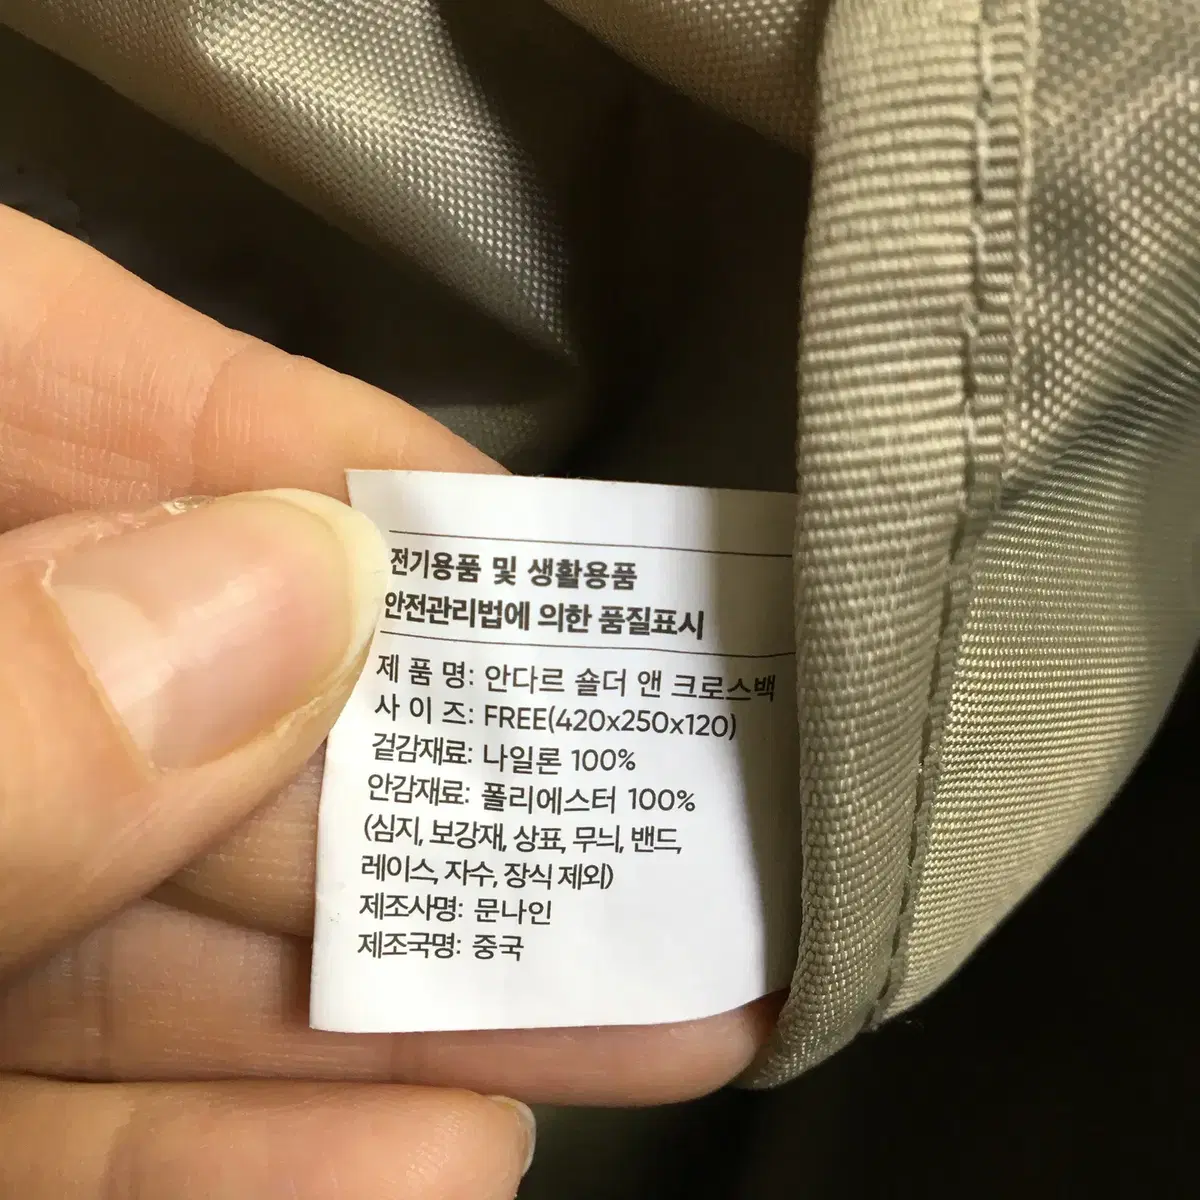 전기용품 및 생활용품
안전관리법에 의한 품질표시
제 품 명: 안다르 숄더 앤 크로스백
사 이 즈: FREE(420x250x120)
겉감재료: 나일론 100%
안감재료: 폴리에스터 100%
(심지, 보강재, 상표, 무늬, 밴드,
레이스, 자수, 장식 제외)
제조사명: 문나인
제조국명: 중국